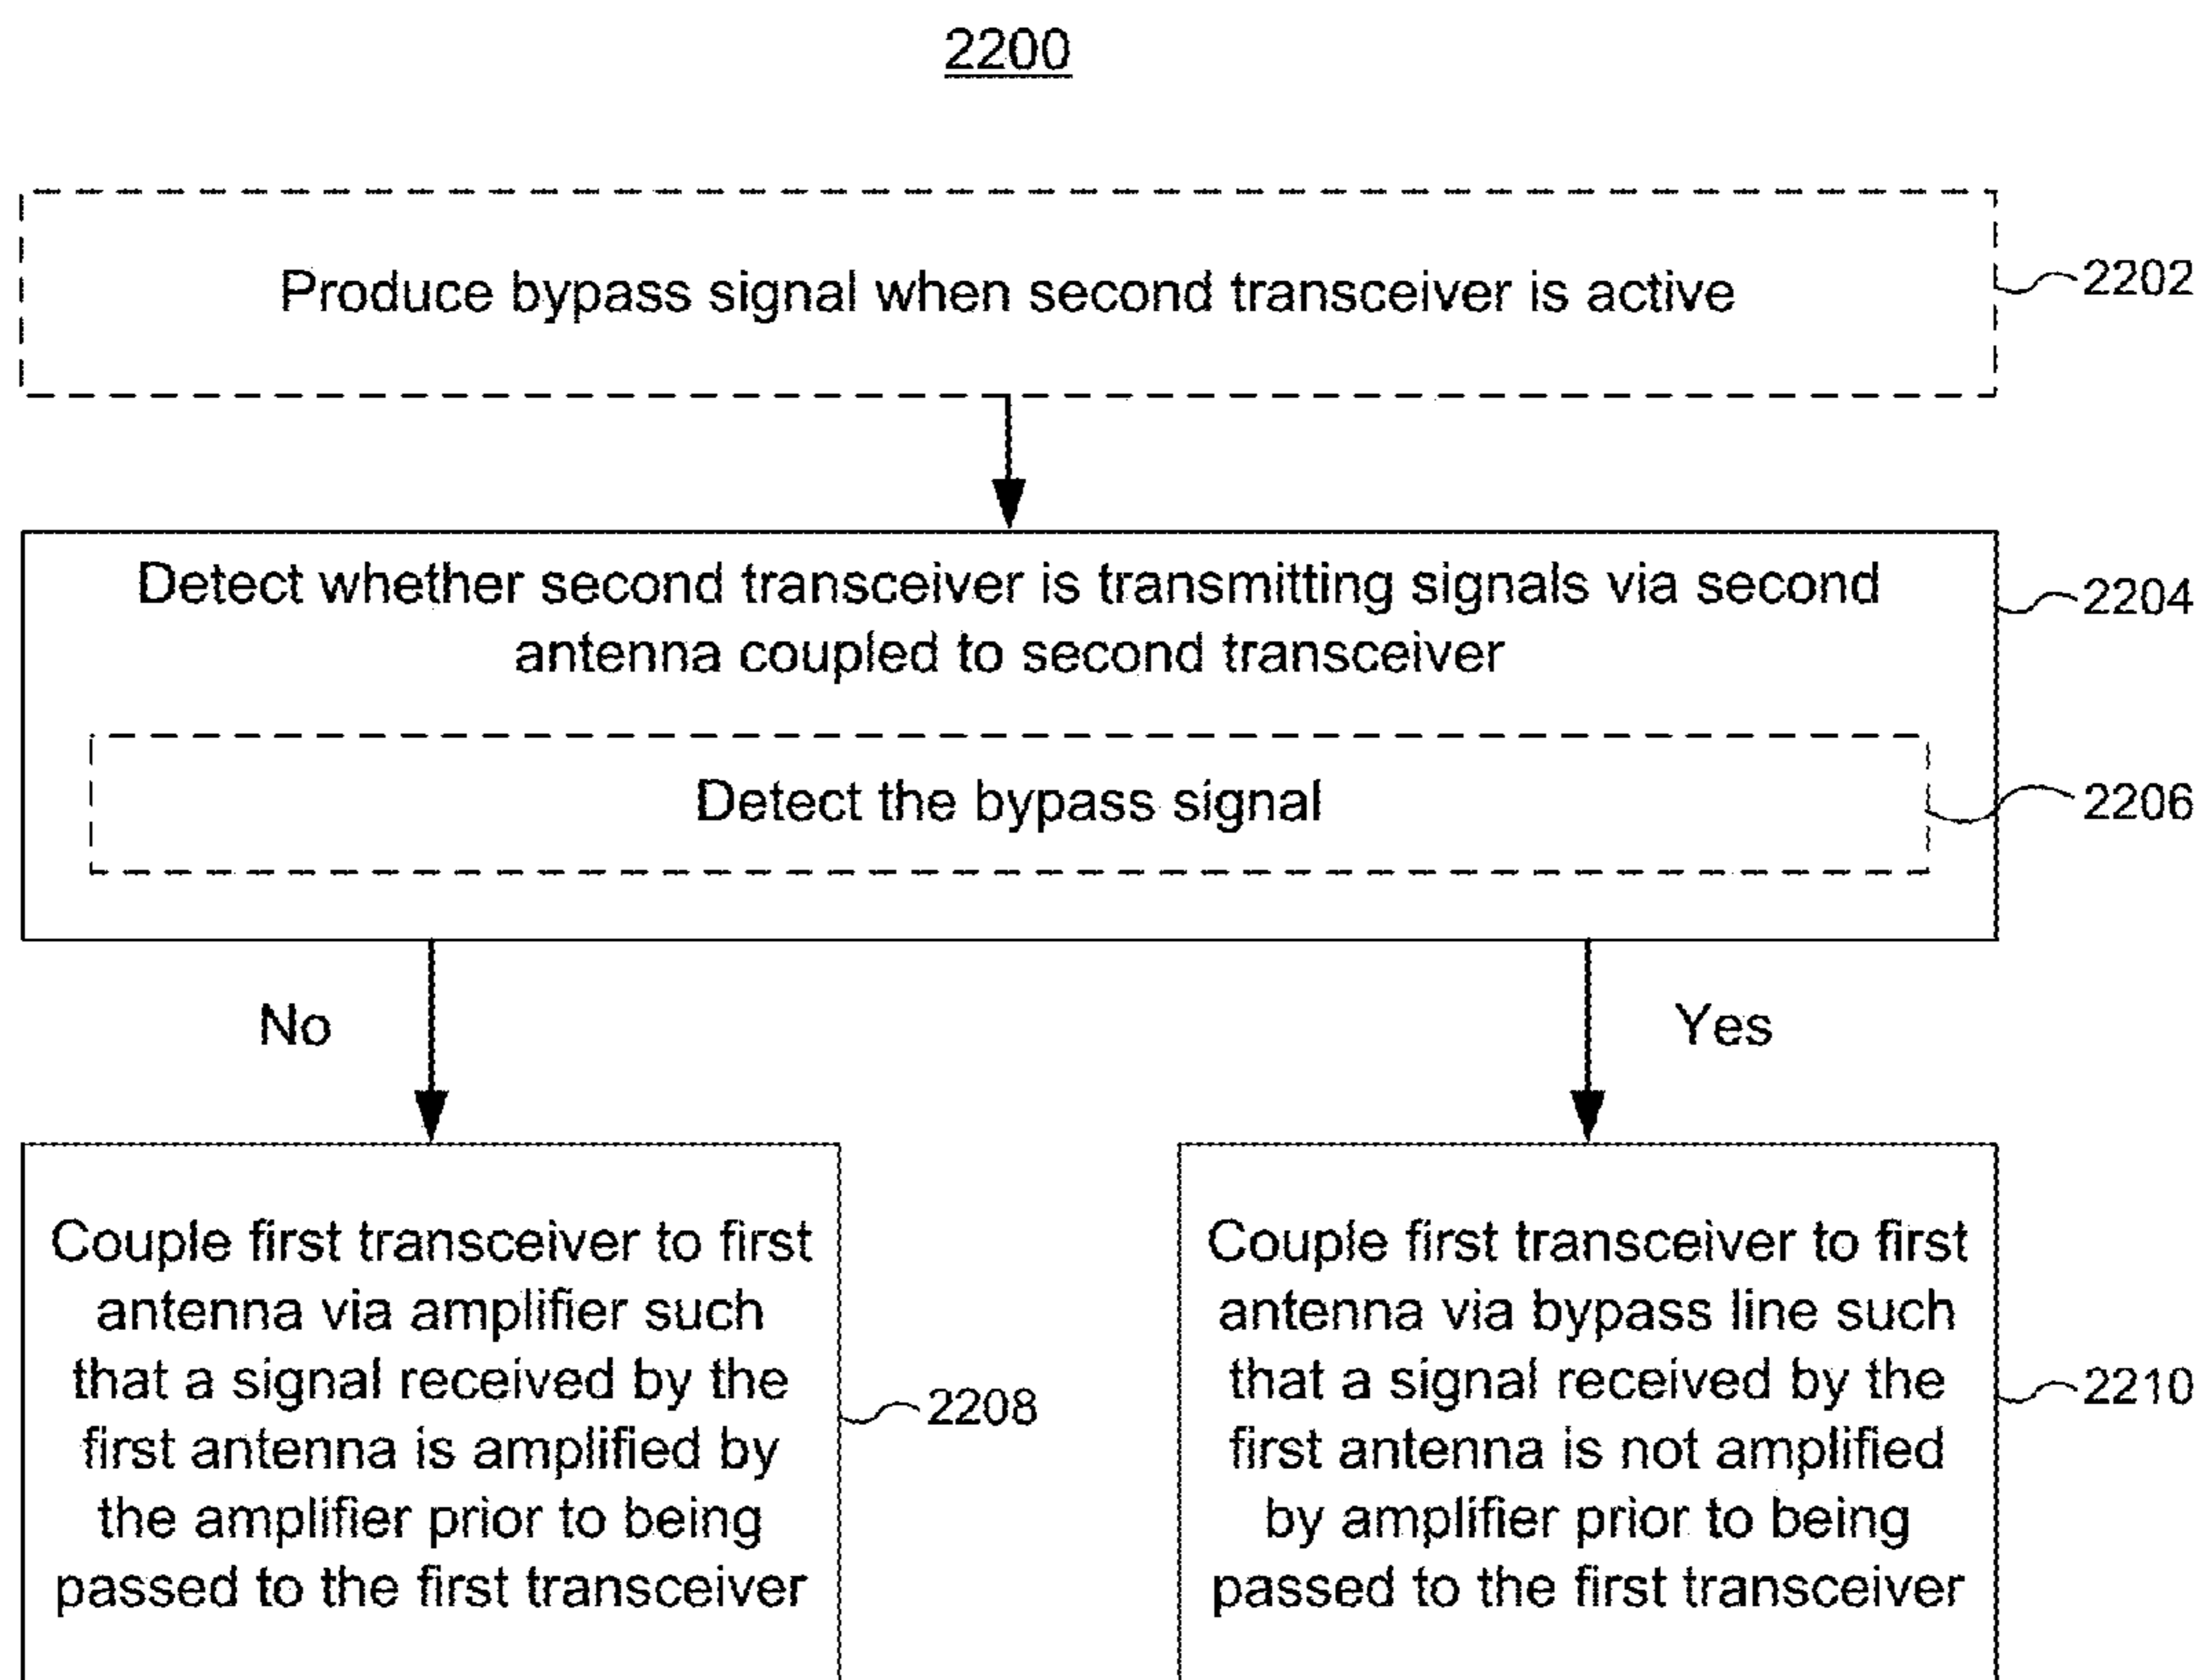 2200
Produce bypass signal when second transceiver is active
2202
Detect whether second transceiver is transmitting signals via second
antenna coupled to second transceiver
2204
Detect the bypass signal
2206
No
Yes
Couple first transceiver to first
antenna via amplifier such
that a signal received by the
first antenna is amplified by
the amplifier prior to being
passed to the first transceiver
2208
Couple first transceiver to first
antenna via bypass line such
that a signal received by the
first antenna is not amplified
by amplifier prior to being
passed to the first transceiver
2210